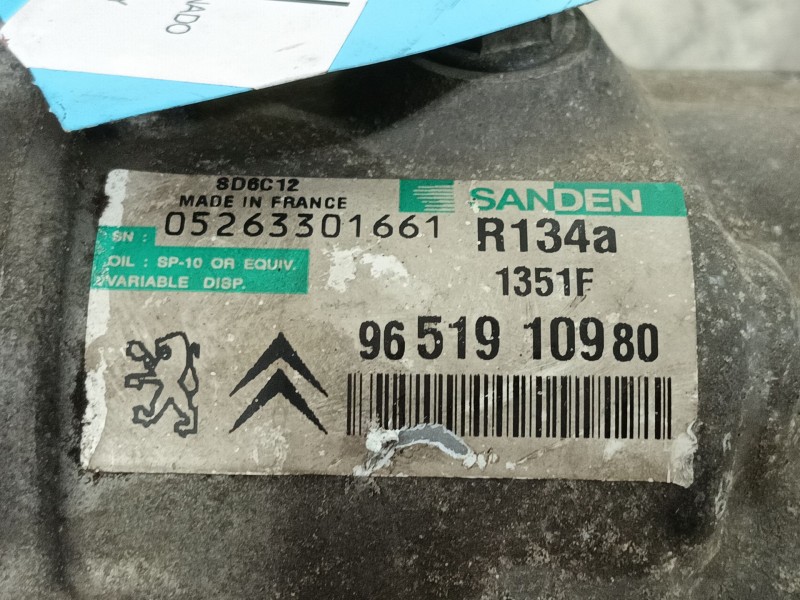 NADO
SD6C12
MADE IN FRANCE
SANDEN
SN : 05263301661
R134a
OIL : SP-10 OR EQUIV.
VARIABLE DISP.
1351F
96 519 109 80